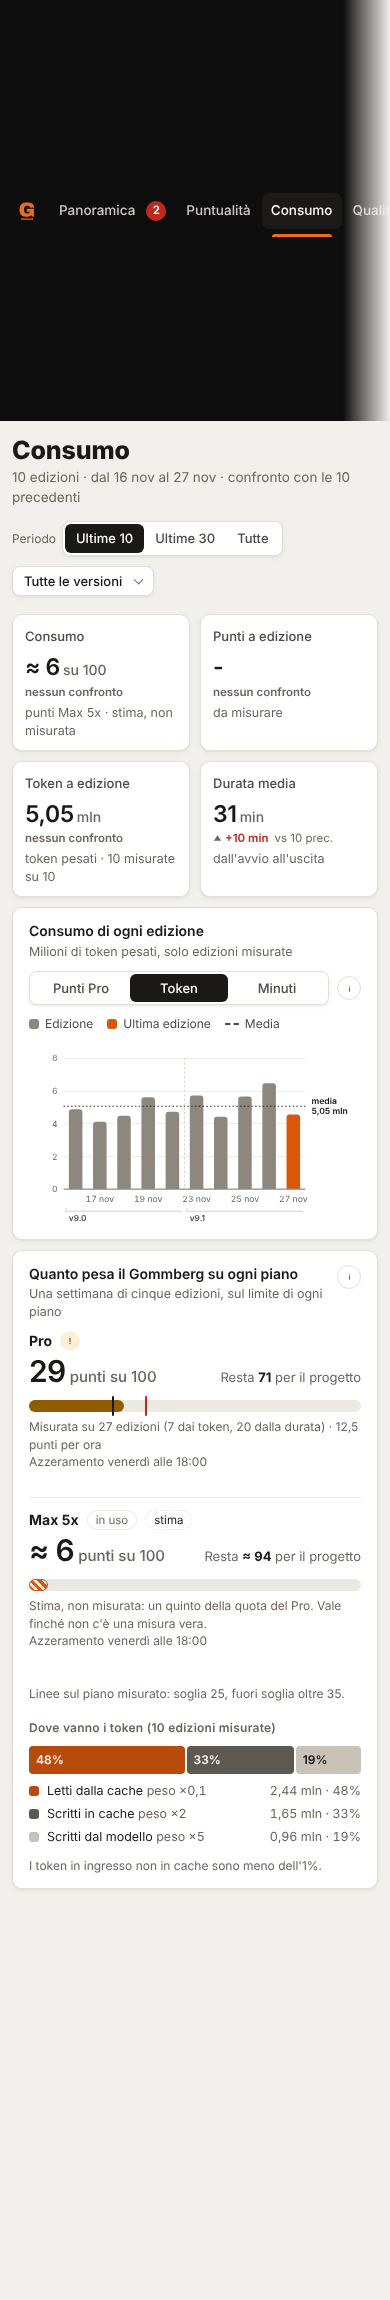 G Panoramica 2 Puntualità Consumo
Consumo
10 edizioni · dal 16 nov al 27 nov · confronto con le 10
precedenti
Periodo Ultime 10 Ultime 30 Tutte
Tutte le versioni
Consumo
≈ 6 su 100
nessun confronto
punti Max 5x · stima, non
misurata
Punti a edizione
-
nessun confronto
da misurare
Token a edizione
5,05 mln
nessun confronto
token pesati · 10 misurate
su 10
Durata media
31 min
▲ +10 min vs 10 prec.
dall'avvio all'uscita
Consumo di ogni edizione
Milioni di token pesati, solo edizioni misurate
Punti Pro Token Minuti i
Edizione Ultima edizione Media
8
6
4
2
0
media
5,05 mln
17 nov 19 nov 23 nov 25 nov 27 nov
v9.0 v9.1
Quanto pesa il Gommberg su ogni piano i
Una settimana di cinque edizioni, sul limite di ogni
piano
Pro !
29 punti su 100 Resta 71 per il progetto
Misurata su 27 edizioni (7 dai token, 20 dalla durata) · 12,5
punti per ora
Azzeramento venerdì alle 18:00
Max 5x in uso stima
≈ 6 punti su 100 Resta ≈ 94 per il progetto
Stima, non misurata: un quinto della quota del Pro. Vale
finché non c'è una misura vera.
Azzeramento venerdì alle 18:00
Linee sul piano misurato: soglia 25, fuori soglia oltre 35.
Dove vanno i token (10 edizioni misurate)
48% 33% 19%
Letti dalla cache peso ×0,1 2,44 mln · 48%
Scritti in cache peso ×2 1,65 mln · 33%
Scritti dal modello peso ×5 0,96 mln · 19%
I token in ingresso non in cache sono meno dell'1%.